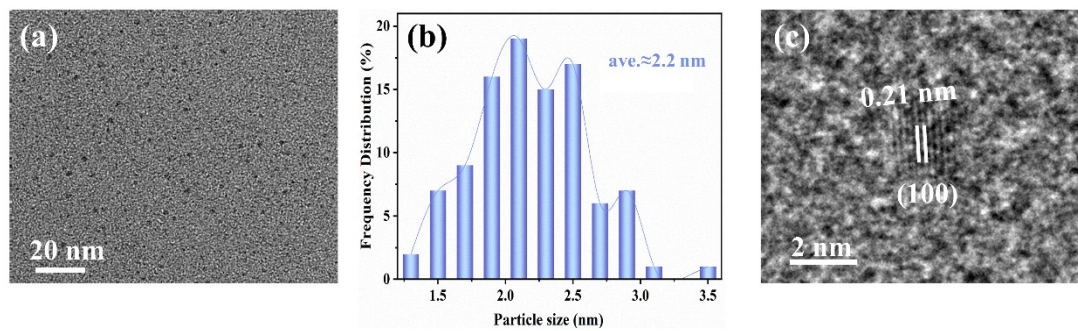 (a)
20 nm
(b)
ave.≈2.2 nm
Frequency Distribution (%)
20
15
10
5
0
1.5 2.0 2.5 3.0 3.5
Particle size (nm)
(c)
0.21 nm
(100)
2 nm